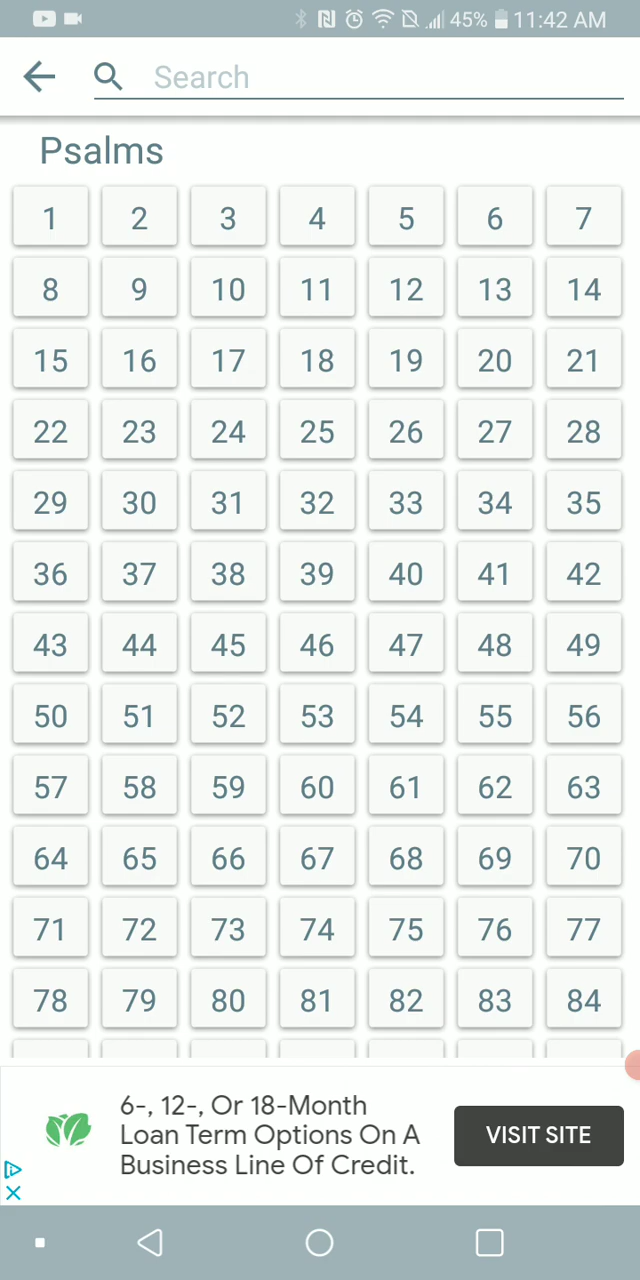 45% 11:42 AM
Search
Psalms
1 2 3 4 5 6 7
8 9 10 11 12 13 14
15 16 17 18 19 20 21
22 23 24 25 26 27 28
29 30 31 32 33 34 35
36 37 38 39 40 41 42
43 44 45 46 47 48 49
50 51 52 53 54 55 56
57 58 59 60 61 62 63
64 65 66 67 68 69 70
71 72 73 74 75 76 77
78 79 80 81 82 83 84
6-, 12-, Or 18-Month
Loan Term Options On A
Business Line Of Credit.
VISIT SITE